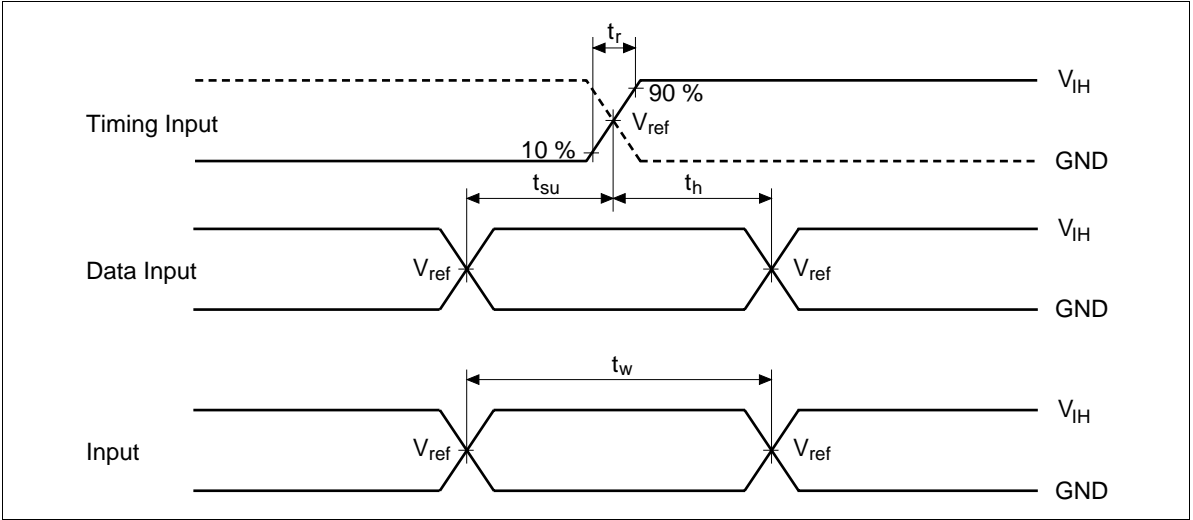 tr
VIH
90 %
Timing Input
Vref
10 %
GND
tsu
th
VIH
Data Input
Vref
Vref
GND
tw
VIH
Input
Vref
Vref
GND